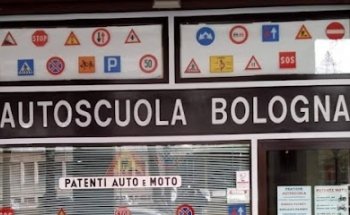 STOP
50
P
SOS
AUTOSCUOLA BOLOGNA
PATENTI AUTO E MOTO